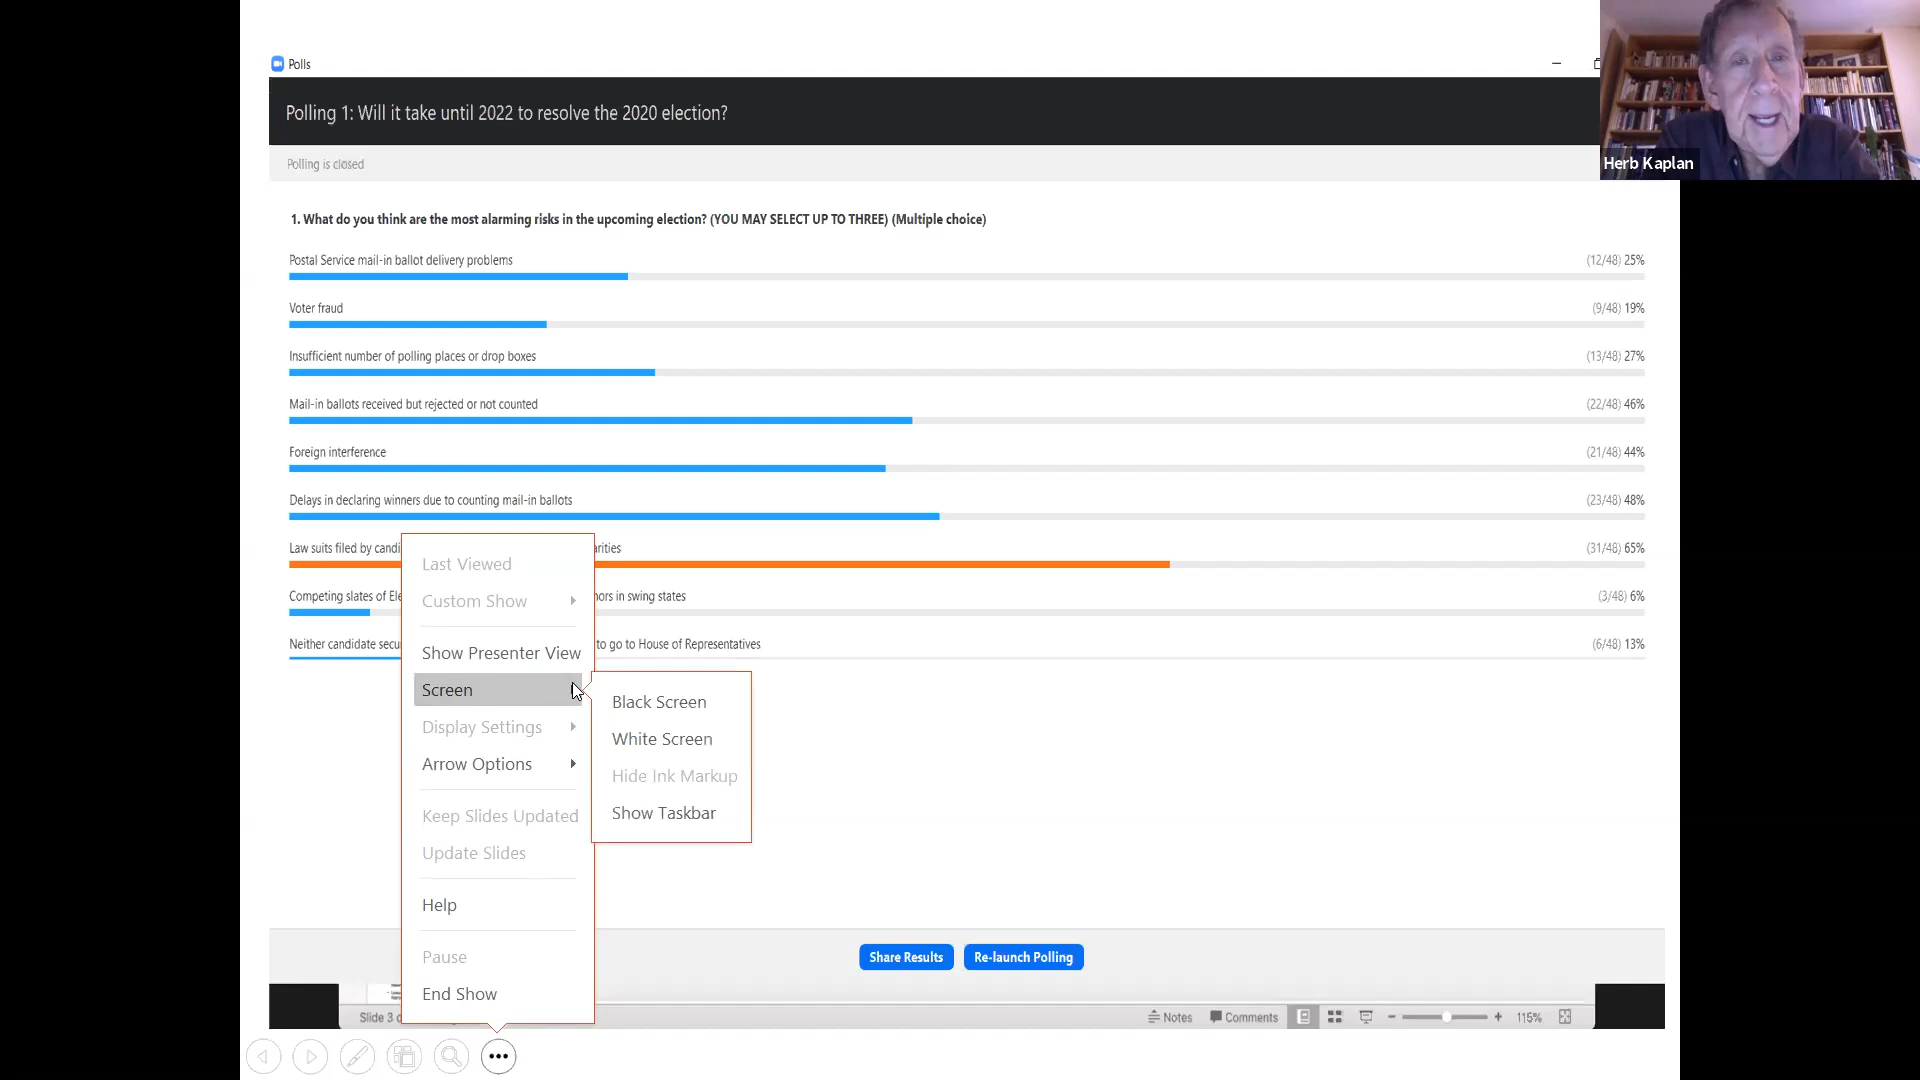 Polls
Polling 1: Will it take until 2022 to resolve the 2020 election?
Herb Kaplan
Polling is closed
1. What do you think are the most alarming risks in the upcoming election? (YOU MAY SELECT UP TO THREE) (Multiple choice)
Postal Service mail-in ballot delivery problems (12/48) 25%
Voter fraud (9/48) 19%
Insufficient number of polling places or drop boxes (13/48) 27%
Mail-in ballots received but rejected or not counted (22/48) 46%
Foreign interference (21/48) 44%
Delays in declaring winners due to counting mail-in ballots (23/48) 48%
Law suits filed by candi arities (31/48) 65%
Competing slates of Ele nors in swing states (3/48) 6%
Neither candidate secu to go to House of Representatives (6/48) 13%
Last Viewed
Custom Show
Show Presenter View
Screen
Display Settings
Arrow Options
Keep Slides Updated
Update Slides
Help
Pause
End Show
Black Screen
White Screen
Hide Ink Markup
Show Taskbar
Share Results Re-launch Polling
Slide 3 Notes Comments 115%